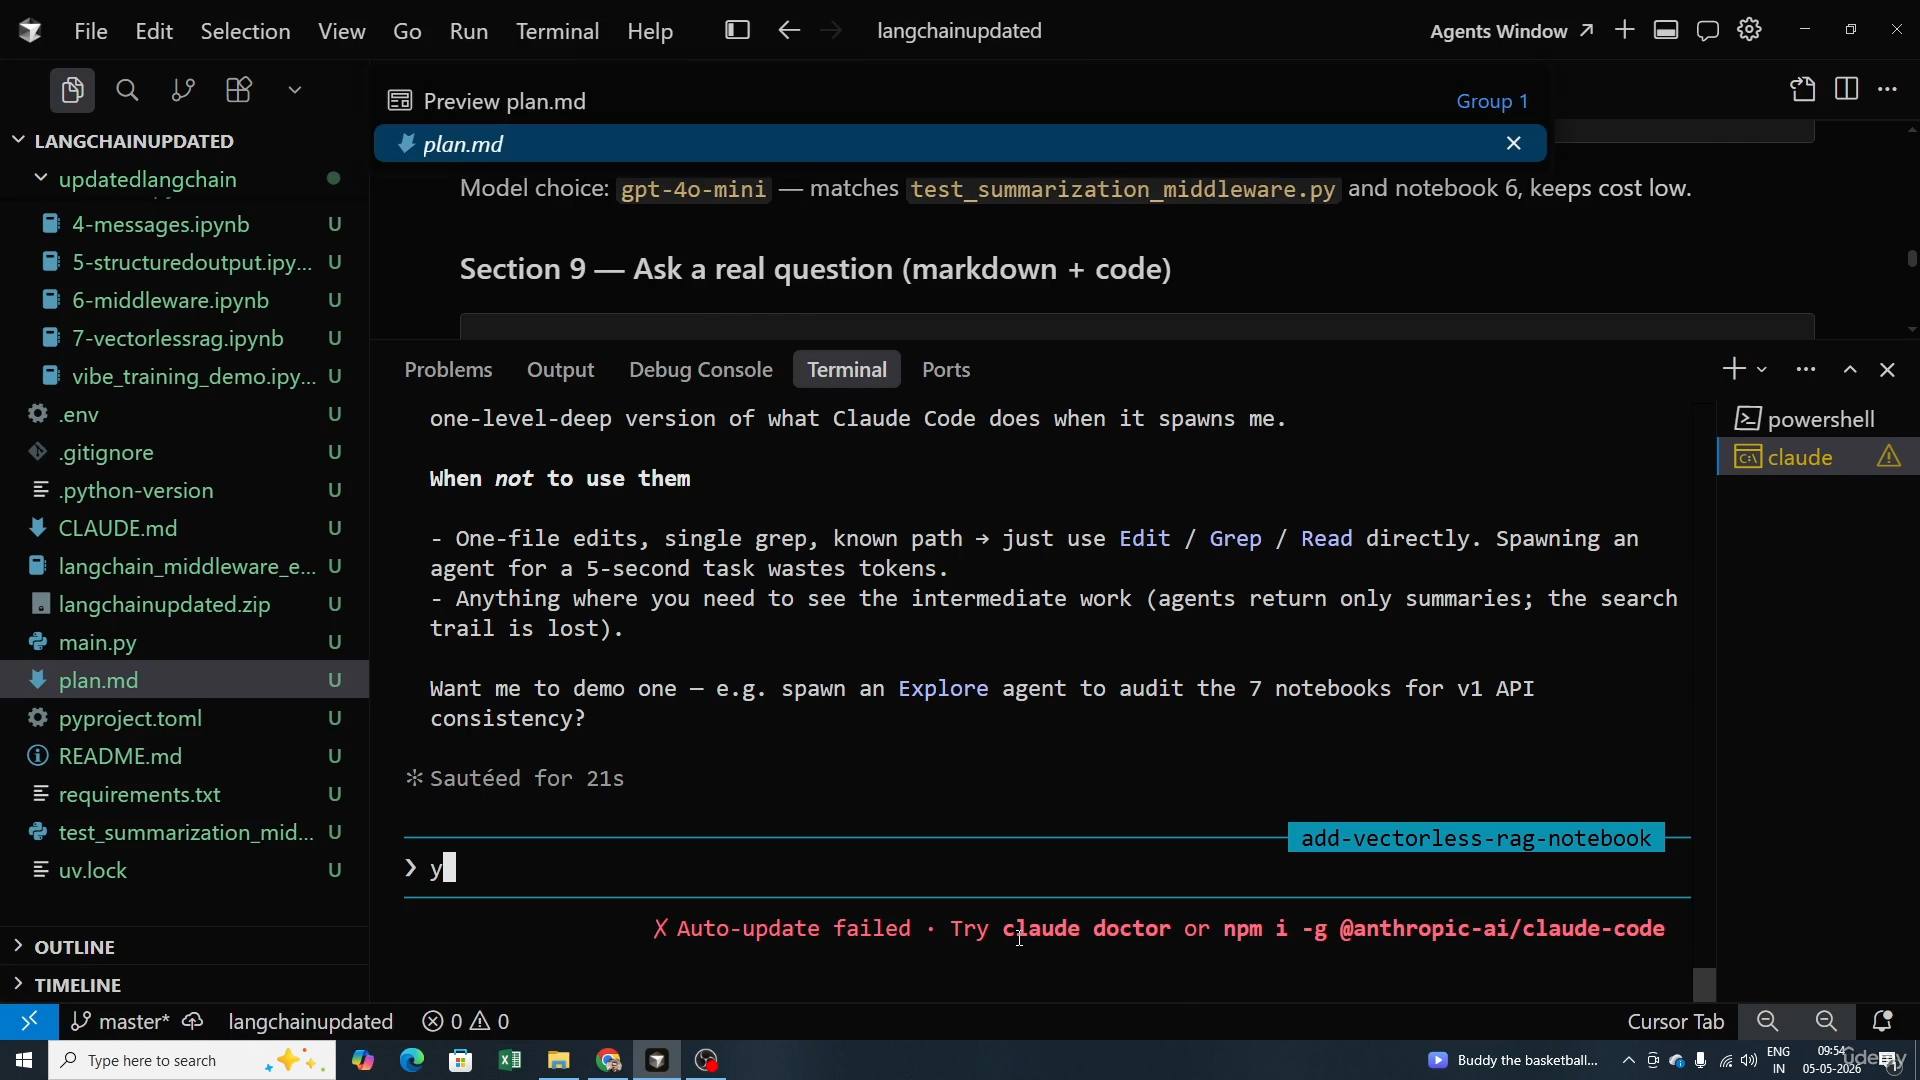 File Edit Selection View Go Run Terminal Help langchainupdated Agents Window
Preview plan.md Group 1
plan.md
LANGCHAINUPDATED
updatedlangchain
4-messages.ipynb U
5-structuredoutput.ipy... U
6-middleware.ipynb U
7-vectorlessrag.ipynb U
vibe_training_demo.ipy... U
.env U
.gitignore U
.python-version U
CLAUDE.md U
langchain_middleware_e... U
langchainupdated.zip U
main.py U
plan.md U
pyproject.toml U
README.md U
requirements.txt U
test_summarization_mid... U
uv.lock U
OUTLINE
TIMELINE
Model choice: gpt-4o-mini — matches test_summarization_middleware.py and notebook 6, keeps cost low.
Section 9 — Ask a real question (markdown + code)
Problems Output Debug Console Terminal Ports
powershell
claude
one-level-deep version of what Claude Code does when it spawns me.
When not to use them
- One-file edits, single grep, known path → just use Edit / Grep / Read directly. Spawning an
agent for a 5-second task wastes tokens.
- Anything where you need to see the intermediate work (agents return only summaries; the search
trail is lost).
Want me to demo one — e.g. spawn an Explore agent to audit the 7 notebooks for v1 API
consistency?
✻ Sautéed for 21s
add-vectorless-rag-notebook
❯ y
✗ Auto-update failed · Try claude doctor or npm i -g @anthropic-ai/claude-code
master* langchainupdated 0 0 Cursor Tab
Type here to search Buddy the basketball... ENG 09:54
IN 05-05-2026
udemy